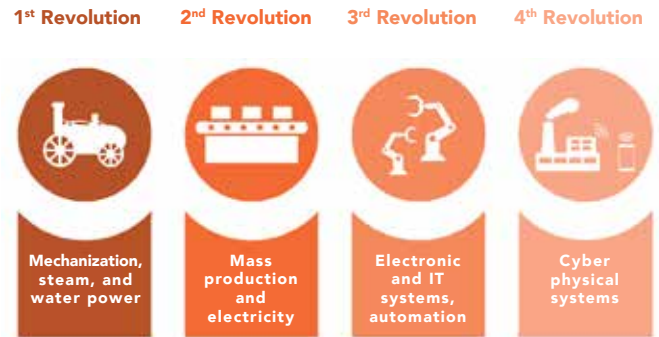 1st Revolution
2nd Revolution
3rd Revolution
4th Revolution
Mechanization,
steam, and
water power
Mass
production
and
electricity
Electronic
and IT
systems,
automation
Cyber
physical
systems